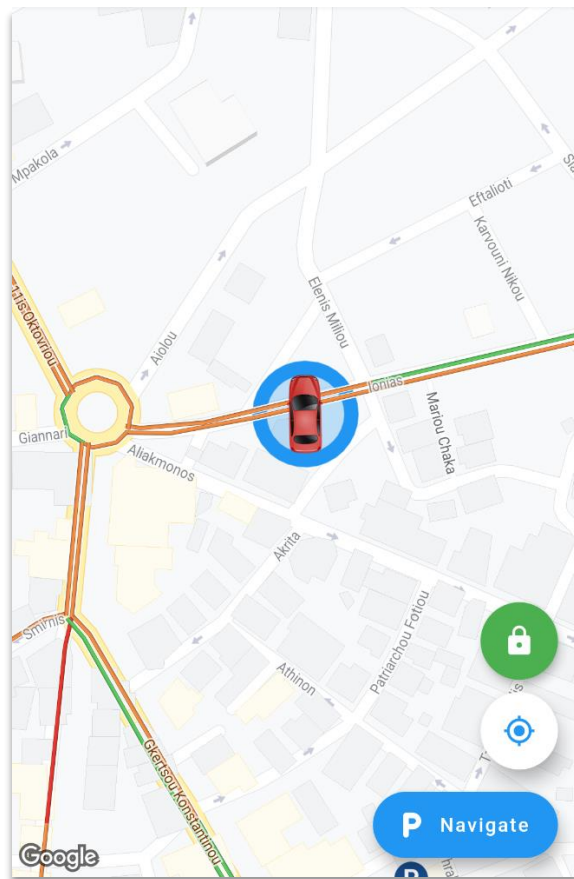 Mpakola
Eftalioti
Karvouni Nikou
11is Oktovriou
Elenis Miliou
Aiolou
Ionias
Mariou Chaka
Giannari
Aliakmonos
Akrita
Patriarchou Fotiou
Smirnis
Athinon
Gkertsou Konstantinou
P Navigate
Google
P